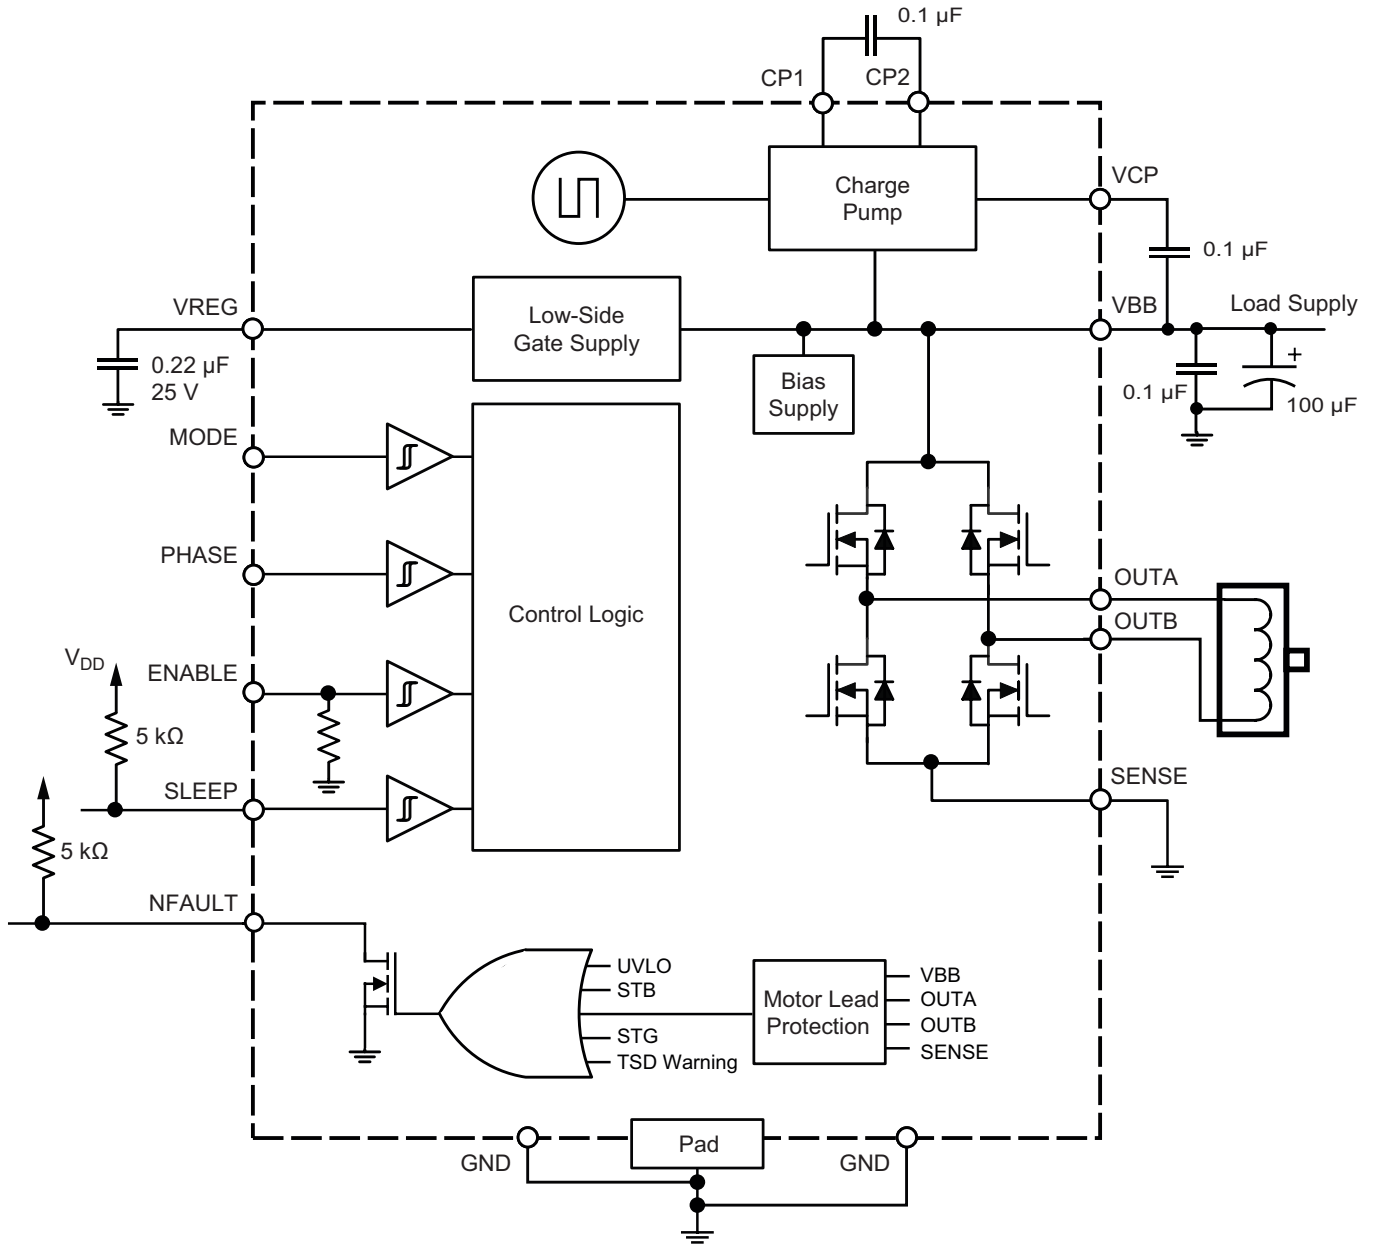 0.1 µF
CP1
CP2
Charge
Pump
VCP
0.1 µF
VREG
Low-Side
Gate Supply
VBB
Load Supply
0.22 µF
25 V
Bias
Supply
0.1 µF
+
100 µF
MODE
PHASE
Control Logic
OUTA
OUTB
VDD
ENABLE
5 kΩ
SLEEP
SENSE
5 kΩ
NFAULT
UVLO
STB
STG
TSD Warning
Motor Lead
Protection
VBB
OUTA
OUTB
SENSE
GND
Pad
GND